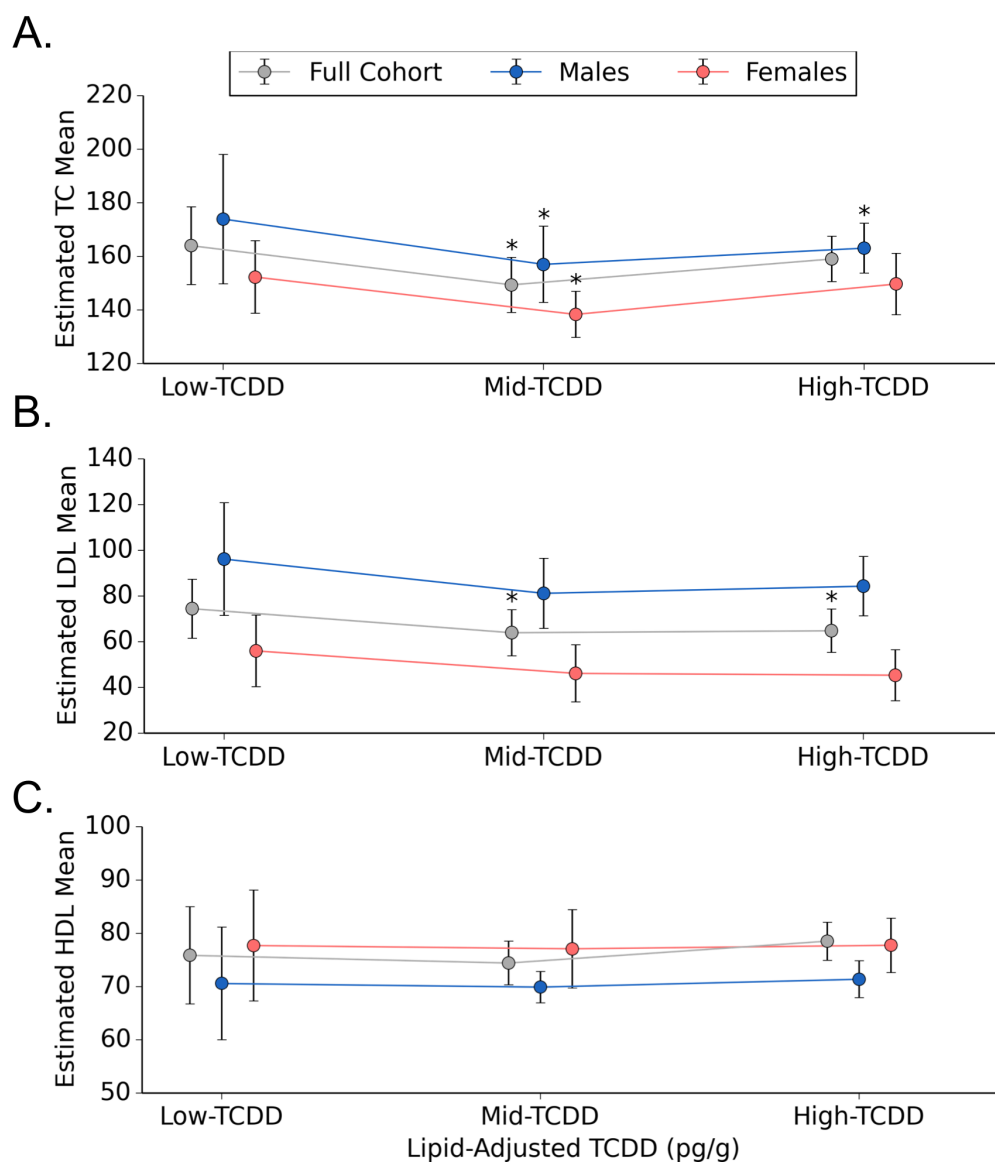 A.
Full Cohort Males Females
220
200
180
160
140
120
Estimated TC Mean
* * * *
Low-TCDD Mid-TCDD High-TCDD
B.
140
120
100
80
60
40
20
Estimated LDL Mean
* *
Low-TCDD Mid-TCDD High-TCDD
C.
100
90
80
70
60
50
Estimated HDL Mean
Low-TCDD Mid-TCDD High-TCDD
Lipid-Adjusted TCDD (pg/g)